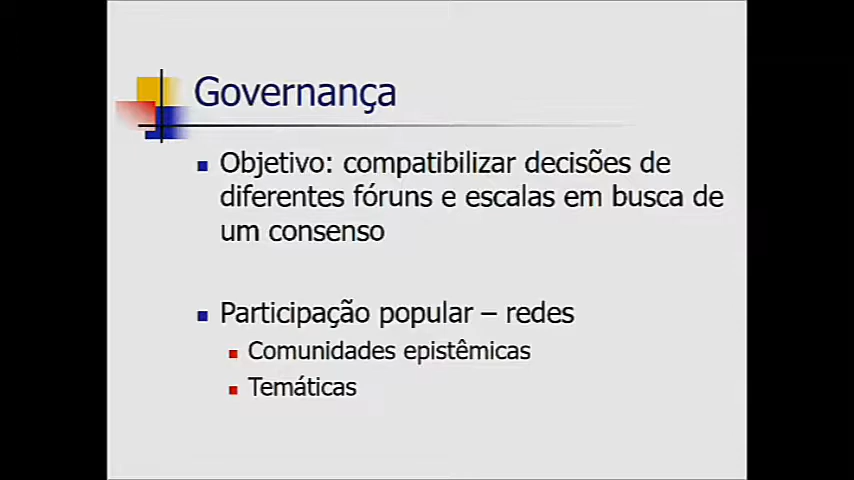 Governança
Objetivo: compatibilizar decisões de
diferentes fóruns e escalas em busca de
um consenso
Participação popular – redes
Comunidades epistêmicas
Temáticas